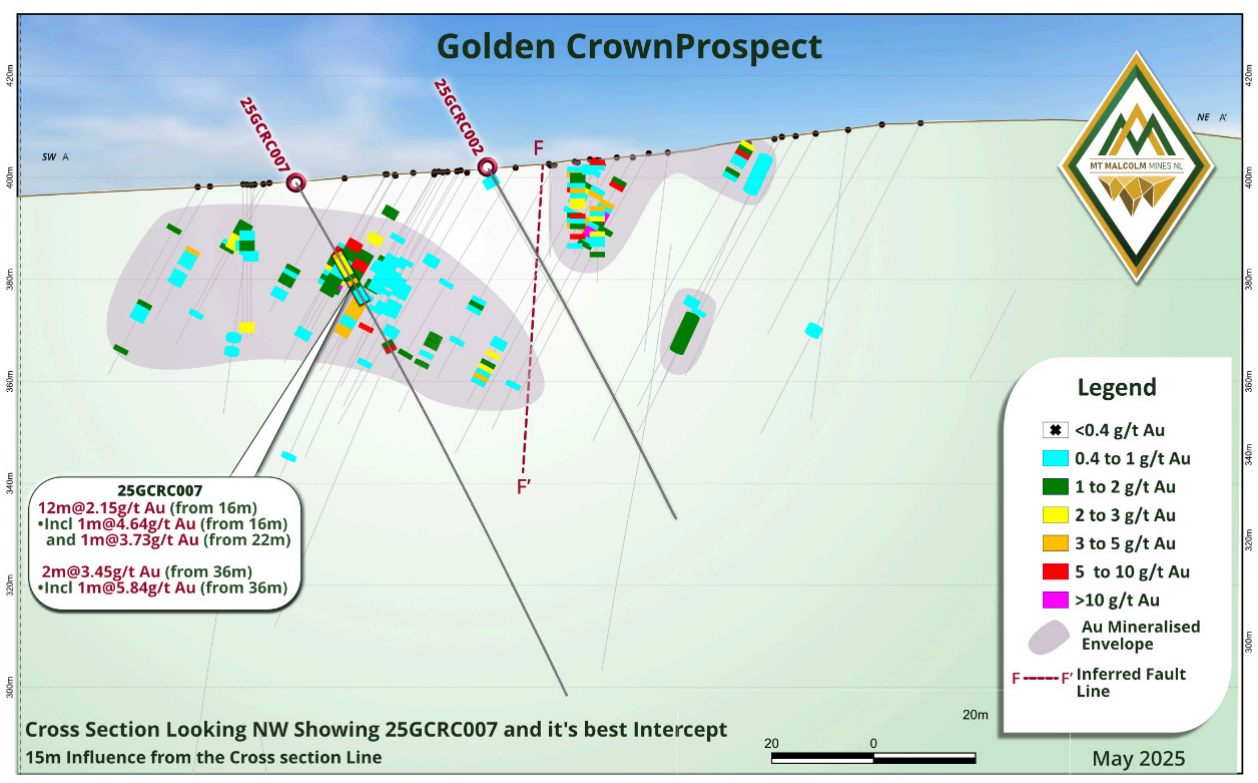 Golden CrownProspect
420m
420m
25GCRC007
25GCRC002
MT MALCOLM MINES NL
NE A'
SW A
F
400m
400m
380m
380m
360m
360m
340m
340m
320m
320m
300m
300m
F'
25GCRC007
12m@2.15g/t Au (from 16m)
•Incl 1m@4.64g/t Au (from 16m)
and 1m@3.73g/t Au (from 22m)
2m@3.45g/t Au (from 36m)
•Incl 1m@5.84g/t Au (from 36m)
Legend
<0.4 g/t Au
0.4 to 1 g/t Au
1 to 2 g/t Au
2 to 3 g/t Au
3 to 5 g/t Au
5 to 10 g/t Au
>10 g/t Au
Au Mineralised
Envelope
F F' Inferred Fault
Line
Cross Section Looking NW Showing 25GCRC007 and it's best Intercept
15m Influence from the Cross section Line
20m
20 0
May 2025